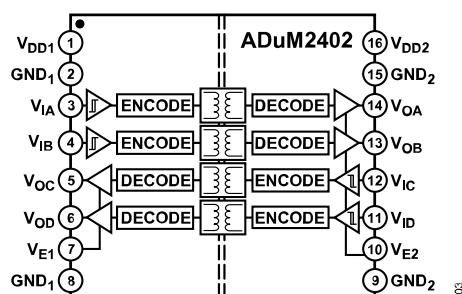 ADuM2402
VDD1 1 16 VDD2
GND1 2 15 GND2
VIA 3 ENCODE DECODE 14 VOA
VIB 4 ENCODE DECODE 13 VOB
VOC 5 DECODE ENCODE 12 VIC
VOD 6 DECODE ENCODE 11 VID
VE1 7 10 VE2
GND1 8 9 GND2
03